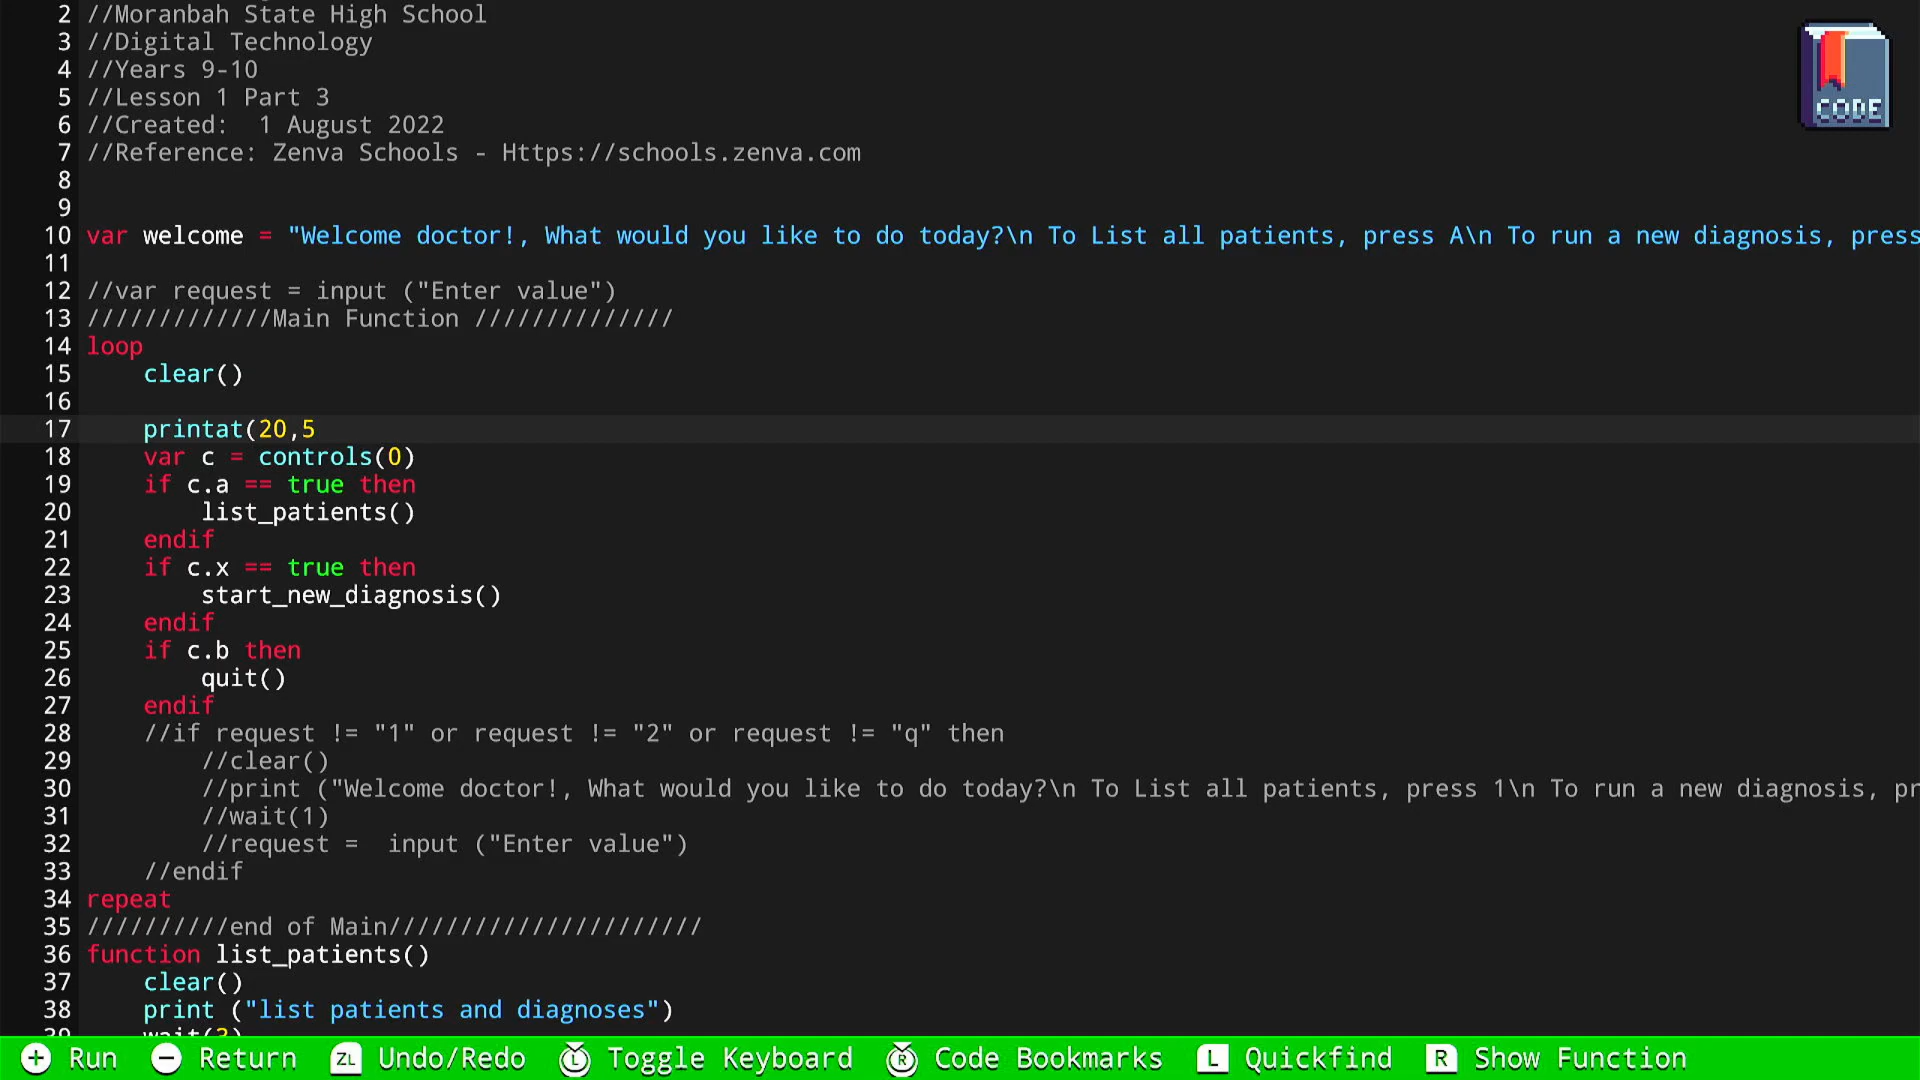 2 //Moranbah State High School
3 //Digital Technology
4 //Years 9-10
5 //Lesson 1 Part 3
6 //Created:  1 August 2022
7 //Reference: Zenva Schools - Https://schools.zenva.com
8
9
10 var welcome = "Welcome doctor!, What would you like to do today?\n To List all patients, press A\n To run a new diagnosis, press
11
12 //var request = input ("Enter value")
13 /////////////Main Function //////////////
14 loop
15     clear()
16
17     printat(20,5
18     var c = controls(0)
19     if c.a == true then
20         list_patients()
21     endif
22     if c.x == true then
23         start_new_diagnosis()
24     endif
25     if c.b then
26         quit()
27     endif
28     //if request != "1" or request != "2" or request != "q" then
29         //clear()
30         //print ("Welcome doctor!, What would you like to do today?\n To List all patients, press 1\n To run a new diagnosis, pr
31         //wait(1)
32         //request =  input ("Enter value")
33     //endif
34 repeat
35 //////////end of Main//////////////////////
36 function list_patients()
37     clear()
38     print ("list patients and diagnoses")
39     wait(3)
CODE
+ Run - Return ZL Undo/Redo L Toggle Keyboard R Code Bookmarks L Quickfind R Show Function